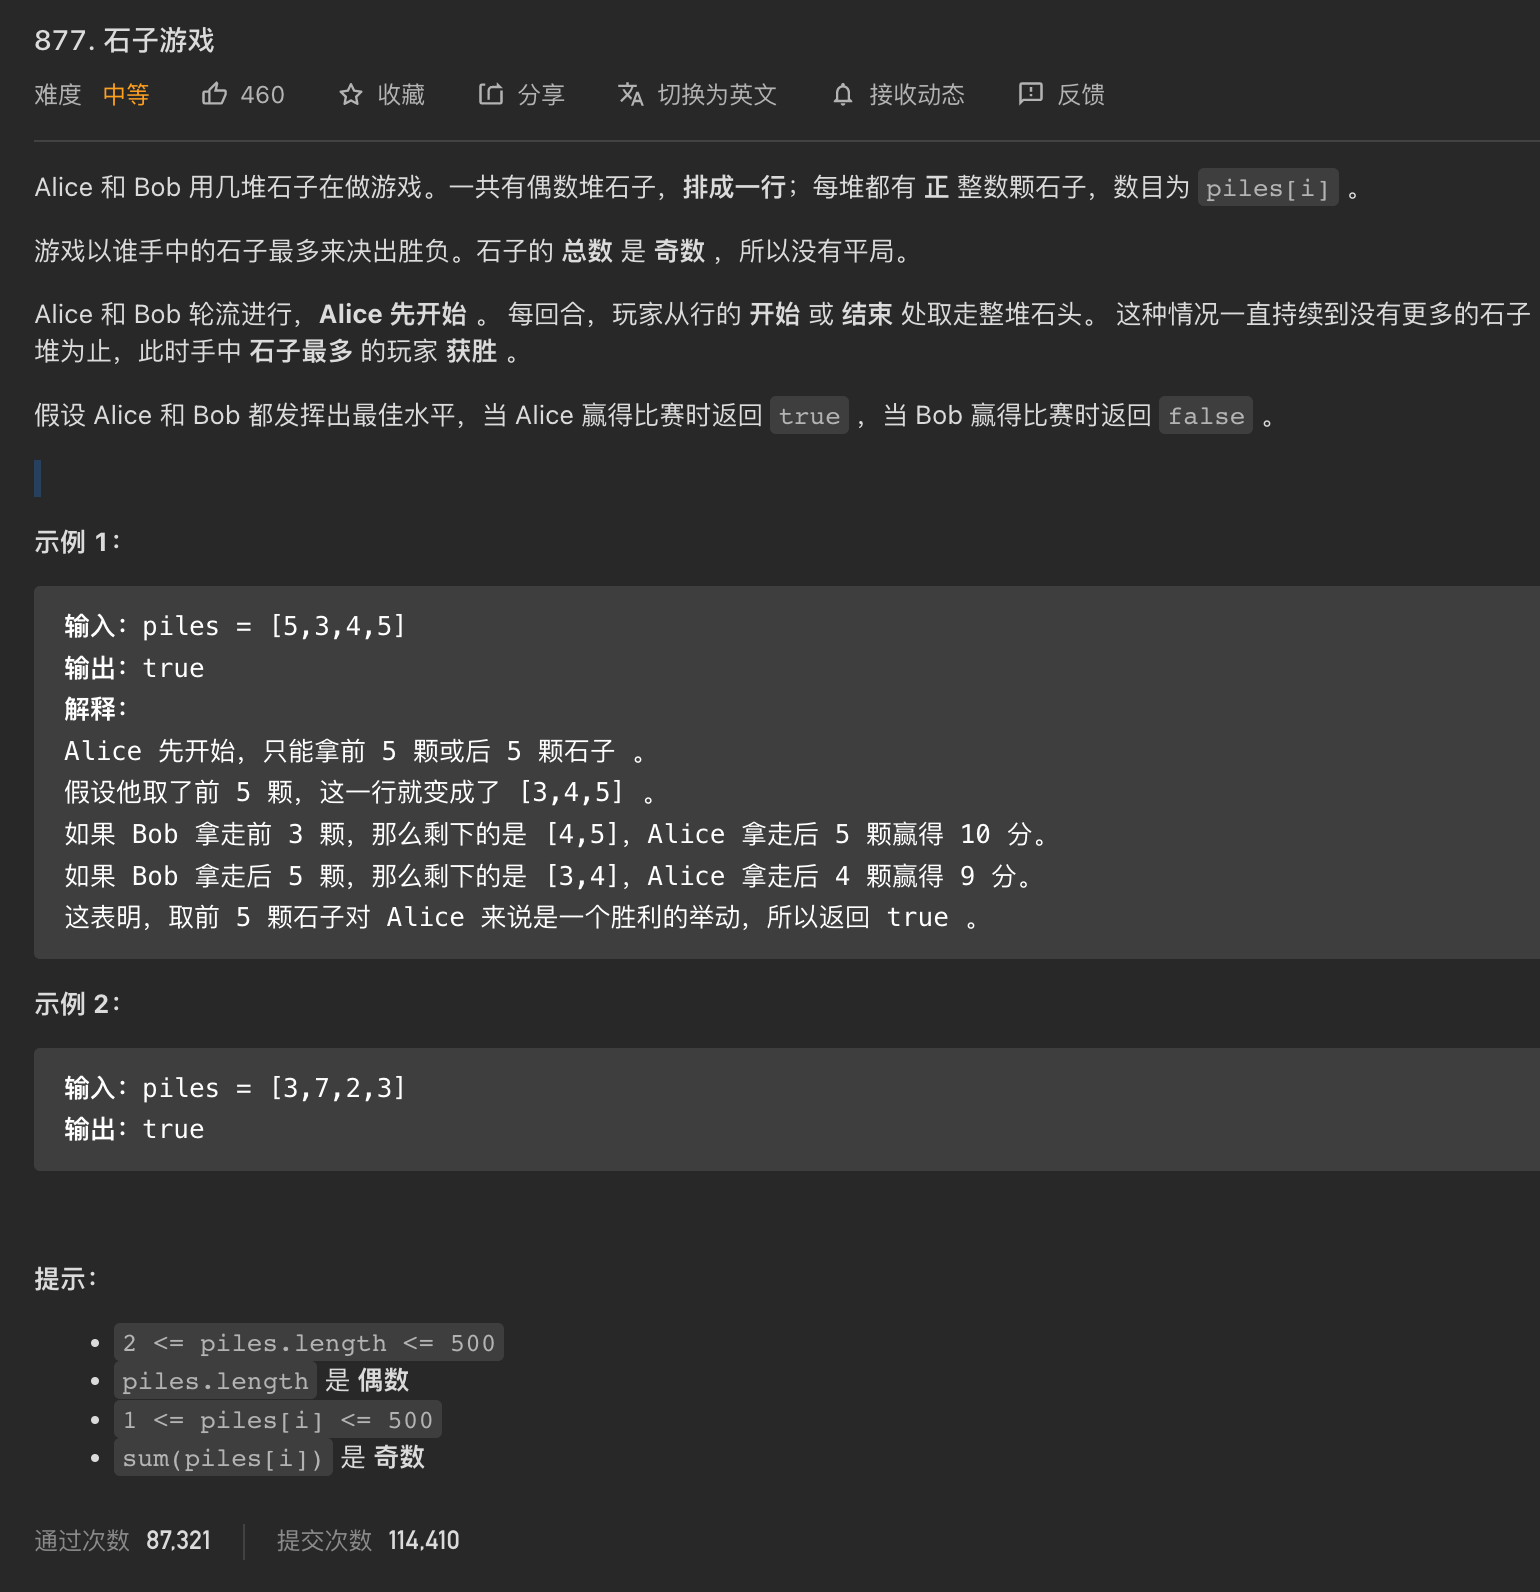 877. 石子游戏
难度 中等 460 收藏 分享 切换为英文 接收动态 反馈
Alice 和 Bob 用几堆石子在做游戏。一共有偶数堆石子，排成一行；每堆都有 正 整数颗石子，数目为 piles[i] 。
游戏以谁手中的石子最多来决出胜负。石子的 总数 是 奇数 ，所以没有平局。
Alice 和 Bob 轮流进行，Alice 先开始 。 每回合，玩家从行的 开始 或 结束 处取走整堆石头。 这种情况一直持续到没有更多的石子
堆为止，此时手中 石子最多 的玩家 获胜 。
假设 Alice 和 Bob 都发挥出最佳水平，当 Alice 赢得比赛时返回 true ，当 Bob 赢得比赛时返回 false 。
示例 1：
输入：piles = [5,3,4,5]
输出：true
解释：
Alice 先开始，只能拿前 5 颗或后 5 颗石子 。
假设他取了前 5 颗，这一行就变成了 [3,4,5] 。
如果 Bob 拿走前 3 颗，那么剩下的是 [4,5]，Alice 拿走后 5 颗赢得 10 分。
如果 Bob 拿走后 5 颗，那么剩下的是 [3,4]，Alice 拿走后 4 颗赢得 9 分。
这表明，取前 5 颗石子对 Alice 来说是一个胜利的举动，所以返回 true 。
示例 2：
输入：piles = [3,7,2,3]
输出：true
提示：
• 2 <= piles.length <= 500
• piles.length 是 偶数
• 1 <= piles[i] <= 500
• sum(piles[i]) 是 奇数
通过次数 87,321 提交次数 114,410